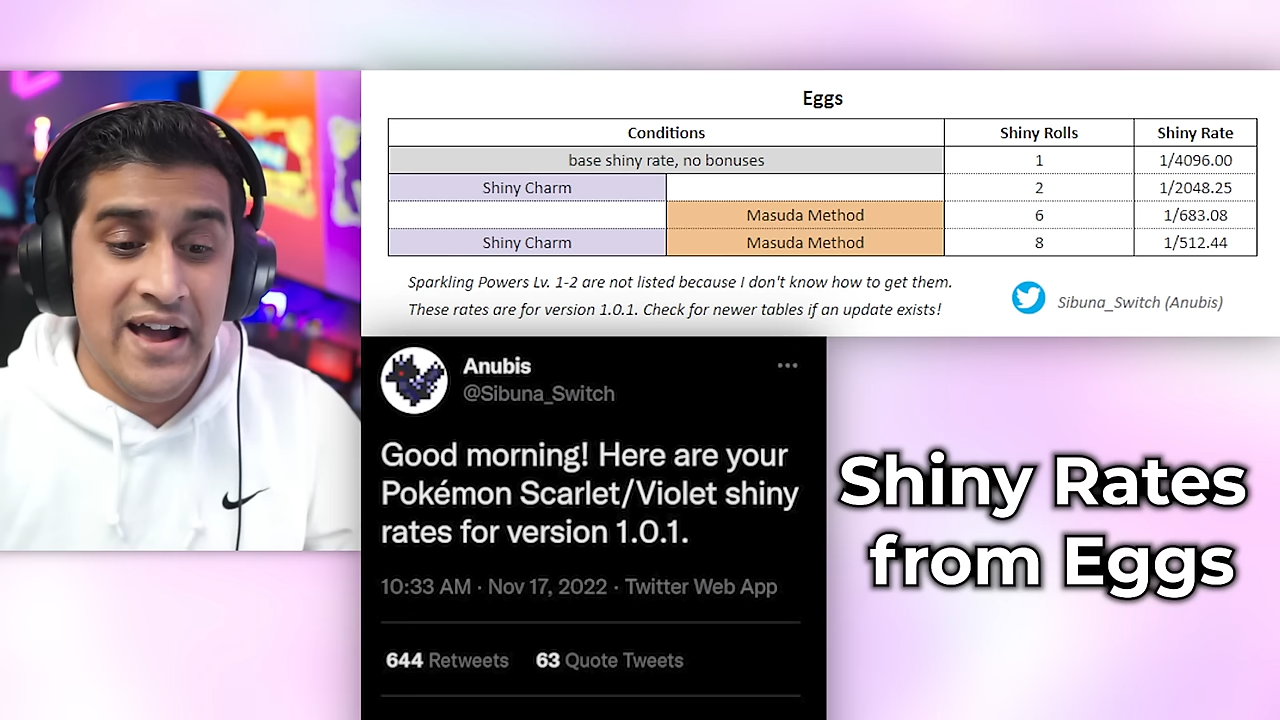 Eggs
Conditions Shiny Rolls Shiny Rate
base shiny rate, no bonuses 1 1/4096.00
Shiny Charm 2 1/2048.25
Masuda Method 6 1/683.08
Shiny Charm Masuda Method 8 1/512.44
Sparkling Powers Lv. 1-2 are not listed because I don't know how to get them.
These rates are for version 1.0.1. Check for newer tables if an update exists!
Sibuna_Switch (Anubis)
Anubis
@Sibuna_Switch
Good morning! Here are your
Pokémon Scarlet/Violet shiny
rates for version 1.0.1.
10:33 AM · Nov 17, 2022 · Twitter Web App
644 Retweets 63 Quote Tweets
Shiny Rates
from Eggs